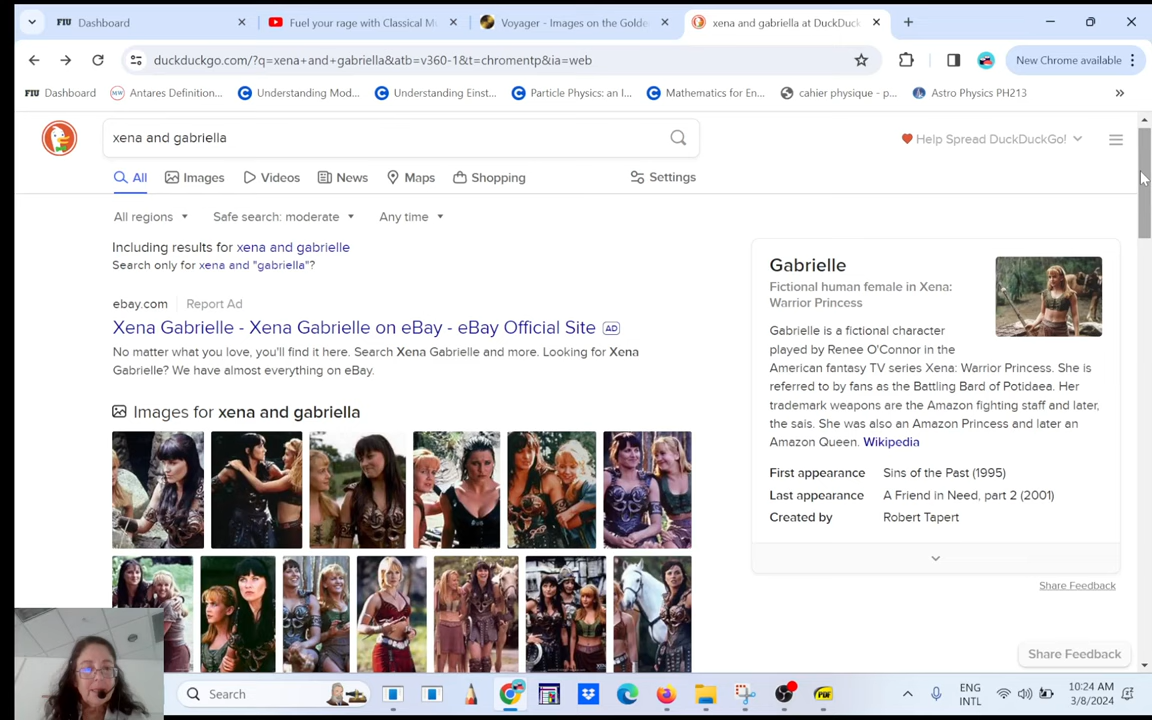 Dashboard
Fuel your rage with Classical Mu
Voyager - Images on the Golden
xena and gabriella at DuckDuck
duckduckgo.com/?q=xena+and+gabriella&atb=v360-1&t=chromentp&ia=web
New Chrome available
FIU Dashboard
MW Antares Definition...
Understanding Mod...
Understanding Einst...
Particle Physics: an I...
Mathematics for En...
cahier physique - p...
Astro Physics PH213
xena and gabriella
Help Spread DuckDuckGo!
All
Images
Videos
News
Maps
Shopping
Settings
All regions
Safe search: moderate
Any time
Including results for xena and gabrielle
Search only for xena and "gabriella"?
ebay.com
Report Ad
Xena Gabrielle - Xena Gabrielle on eBay - eBay Official Site AD
No matter what you love, you'll find it here. Search Xena Gabrielle and more. Looking for Xena
Gabrielle? We have almost everything on eBay.
Images for xena and gabriella
Gabrielle
Fictional human female in Xena:
Warrior Princess
Gabrielle is a fictional character
played by Renee O'Connor in the
American fantasy TV series Xena: Warrior Princess. She is
referred to by fans as the Battling Bard of Potidaea. Her
trademark weapons are the Amazon fighting staff and later,
the sais. She was also an Amazon Princess and later an
Amazon Queen. Wikipedia
First appearance Sins of the Past (1995)
Last appearance A Friend in Need, part 2 (2001)
Created by Robert Tapert
Share Feedback
Share Feedback
Search
PDF
ENG
INTL
10:24 AM
3/8/2024